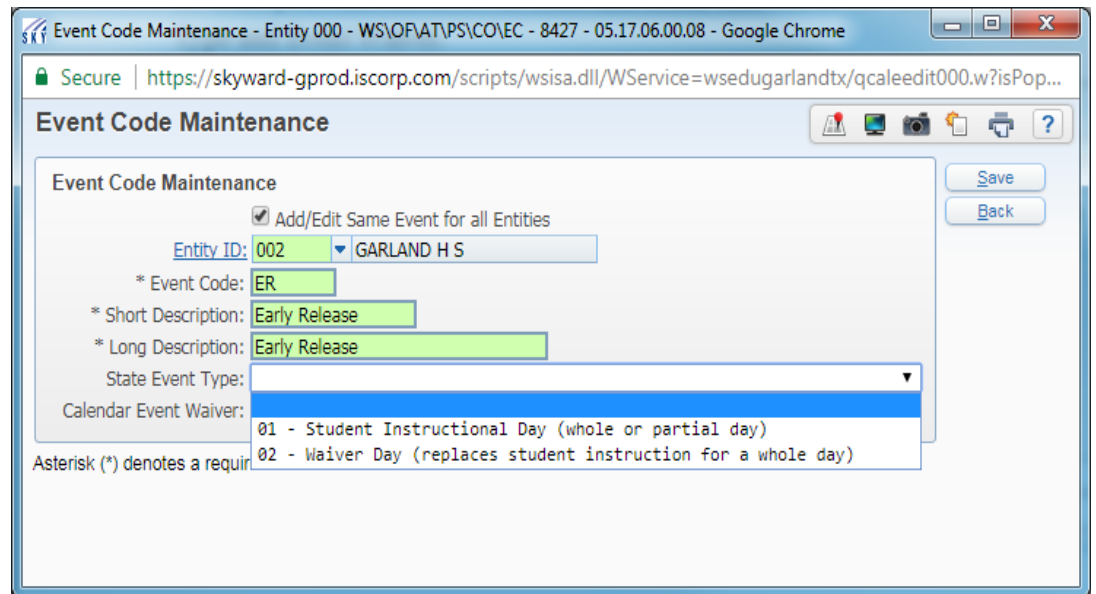 Event Code Maintenance - Entity 000 - WS\OF\AT\PS\CO\EC - 8427 - 05.17.06.00.08 - Google Chrome
Secure | https://skyward-gprod.iscorp.com/scripts/wsisa.dll/WService=wsedugarlandtx/qcaleedit000.w?isPop...
Event Code Maintenance
?
Event Code Maintenance
Save
Add/Edit Same Event for all Entities
Back
Entity ID: 002 GARLAND H S
* Event Code: ER
* Short Description: Early Release
* Long Description: Early Release
State Event Type:
Calendar Event Waiver:
01 - Student Instructional Day (whole or partial day)
02 - Waiver Day (replaces student instruction for a whole day)
Asterisk (*) denotes a requir